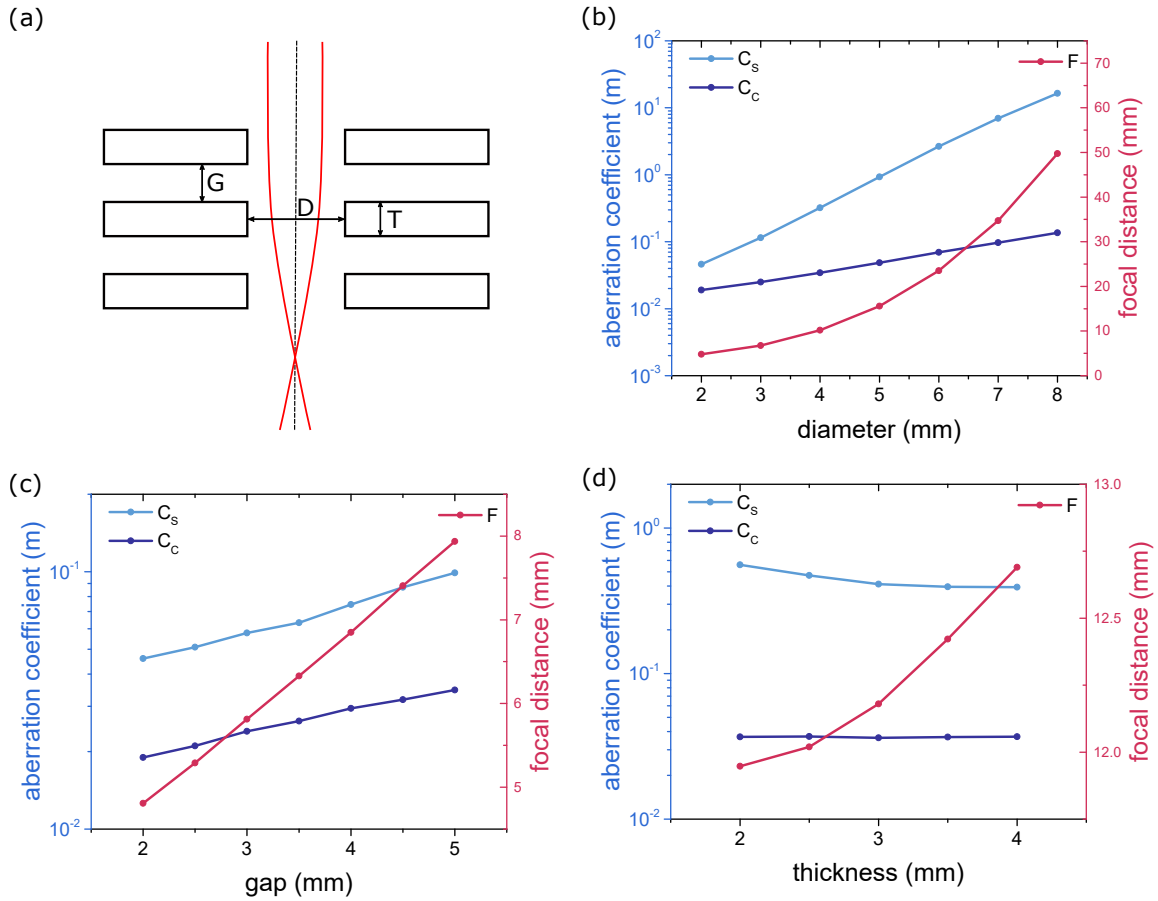 (a)
G
D
T
(b)
C_S
C_C
F
10^2
10^1
10^0
10^-1
10^-2
10^-3
aberration coefficient (m)
70
60
50
40
30
20
10
0
focal distance (mm)
2 3 4 5 6 7 8
diameter (mm)
(c)
C_S
C_C
F
10^-1
10^-2
aberration coefficient (m)
8
7
6
5
focal distance (mm)
2 3 4 5
gap (mm)
(d)
C_S
C_C
F
10^0
10^-1
10^-2
aberration coefficient (m)
13.0
12.5
12.0
focal distance (mm)
2 3 4
thickness (mm)